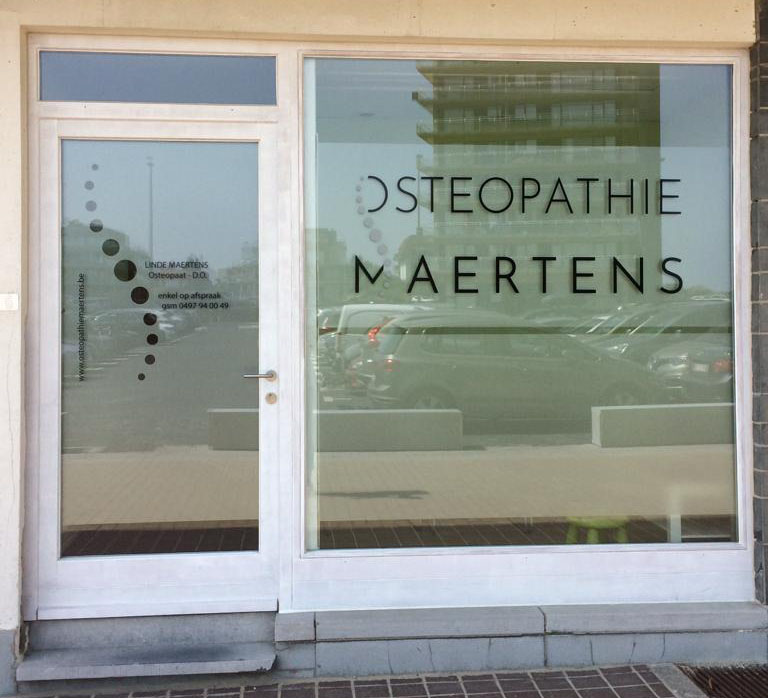 www.osteopathiemaertens.be
LINDE MAERTENS
Osteopaat - D.O.
enkel op afspraak
gsm 0497 94 00 49
OSTEOPATHIE
MAERTENS